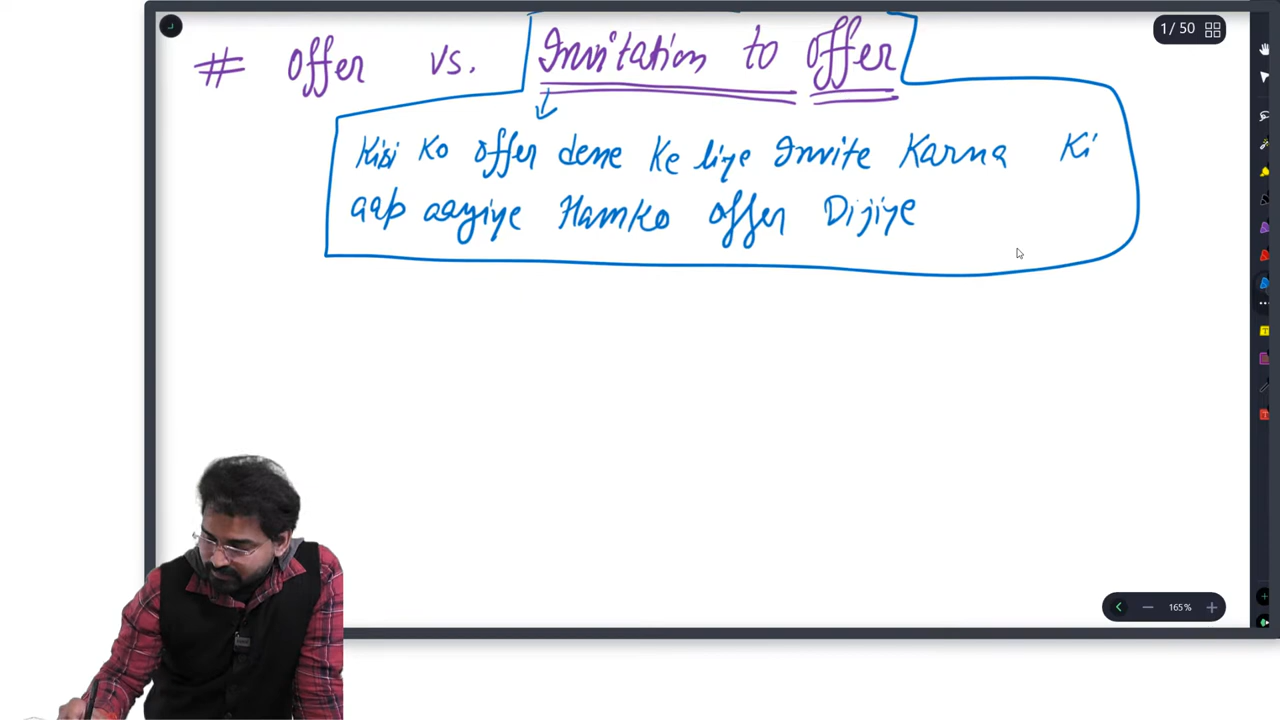 # offer vs. Invitation to offer
1 / 50
Kisi Ko offer dene Ke liye Invite Karna Ki
aap aayiye Hamko offer Dijiye
165%